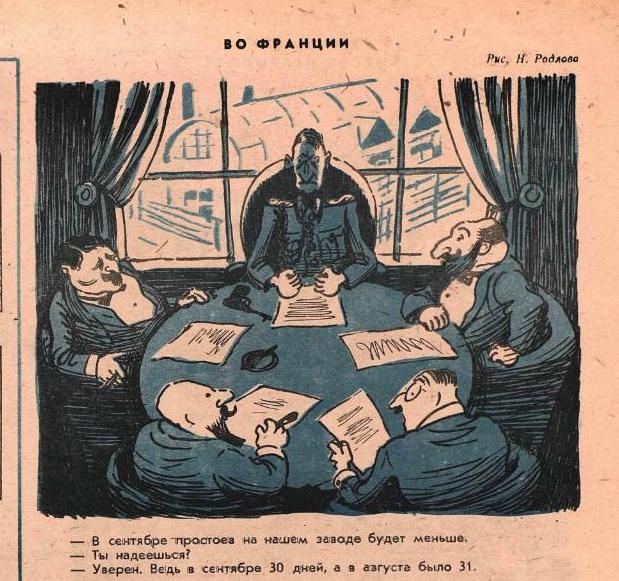 ВО ФРАНЦИИ
Рис. Н. Радлова
— В сентябре простоев на нашем заводе будет меньше.
— Ты надеешься?
— Уверен. Ведь в сентябре 30 дней, а в августа было 31.